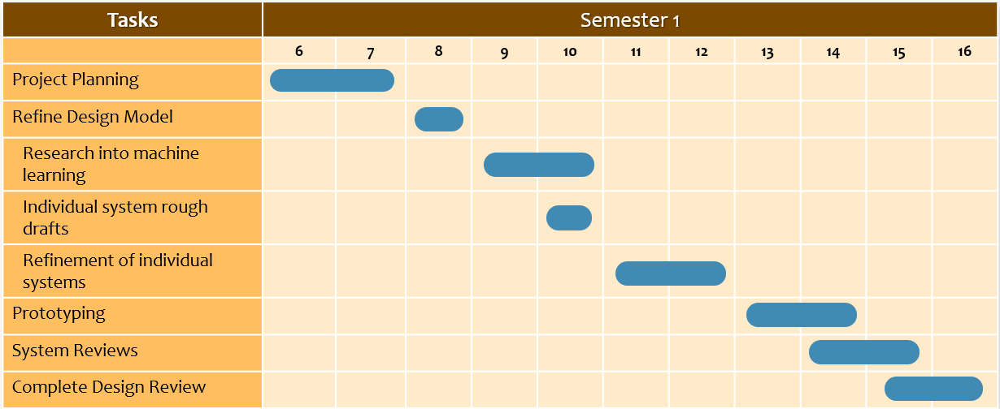 Tasks Semester 1
6 7 8 9 10 11 12 13 14 15 16
Project Planning
Refine Design Model
Research into machine
learning
Individual system rough
drafts
Refinement of individual
systems
Prototyping
System Reviews
Complete Design Review